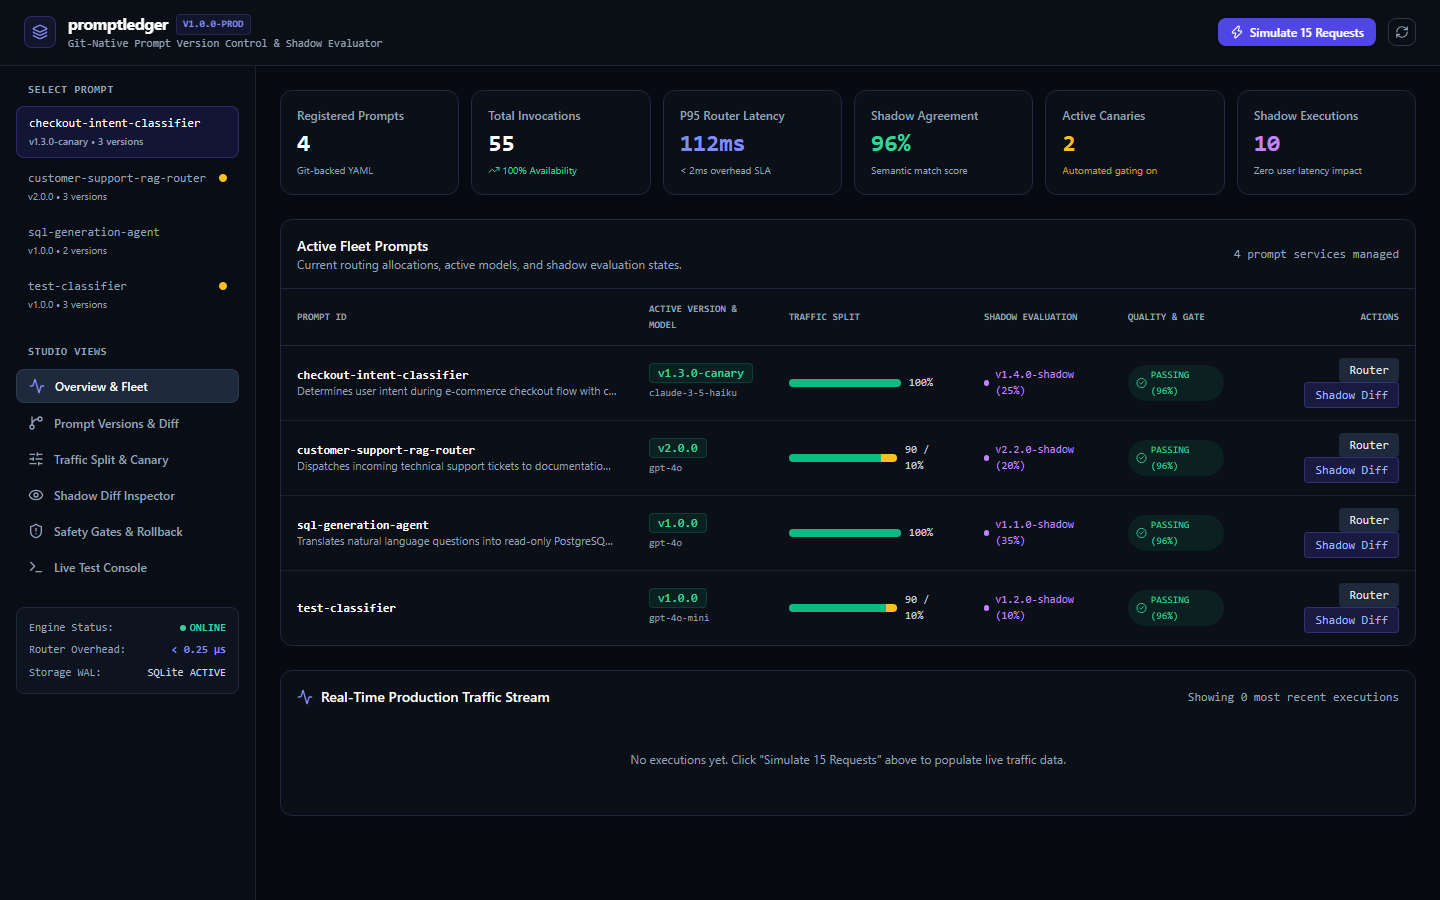 promptledger V1.0.0-PROD
Git-Native Prompt Version Control & Shadow Evaluator
Simulate 15 Requests
SELECT PROMPT
checkout-intent-classifier
v1.3.0-canary • 3 versions
customer-support-rag-router
v2.0.0 • 3 versions
sql-generation-agent
v1.0.0 • 2 versions
test-classifier
v1.0.0 • 3 versions
STUDIO VIEWS
Overview & Fleet
Prompt Versions & Diff
Traffic Split & Canary
Shadow Diff Inspector
Safety Gates & Rollback
Live Test Console
Engine Status: ONLINE
Router Overhead: < 0.25 µs
Storage WAL: SQLite ACTIVE
Registered Prompts
4
Git-backed YAML
Total Invocations
55
100% Availability
P95 Router Latency
112ms
< 2ms overhead SLA
Shadow Agreement
96%
Semantic match score
Active Canaries
2
Automated gating on
Shadow Executions
10
Zero user latency impact
Active Fleet Prompts
Current routing allocations, active models, and shadow evaluation states.
4 prompt services managed
PROMPT ID
ACTIVE VERSION &
MODEL
TRAFFIC SPLIT
SHADOW EVALUATION
QUALITY & GATE
ACTIONS
checkout-intent-classifier
Determines user intent during e-commerce checkout flow with c...
v1.3.0-canary
claude-3-5-haiku
100%
v1.4.0-shadow
(25%)
PASSING
(96%)
Router
Shadow Diff
customer-support-rag-router
Dispatches incoming technical support tickets to documentatio...
v2.0.0
gpt-4o
90 /
10%
v2.2.0-shadow
(20%)
PASSING
(96%)
Router
Shadow Diff
sql-generation-agent
Translates natural language questions into read-only PostgreSQ...
v1.0.0
gpt-4o
100%
v1.1.0-shadow
(35%)
PASSING
(96%)
Router
Shadow Diff
test-classifier
v1.0.0
gpt-4o-mini
90 /
10%
v1.2.0-shadow
(10%)
PASSING
(96%)
Router
Shadow Diff
Real-Time Production Traffic Stream
Showing 0 most recent executions
No executions yet. Click "Simulate 15 Requests" above to populate live traffic data.